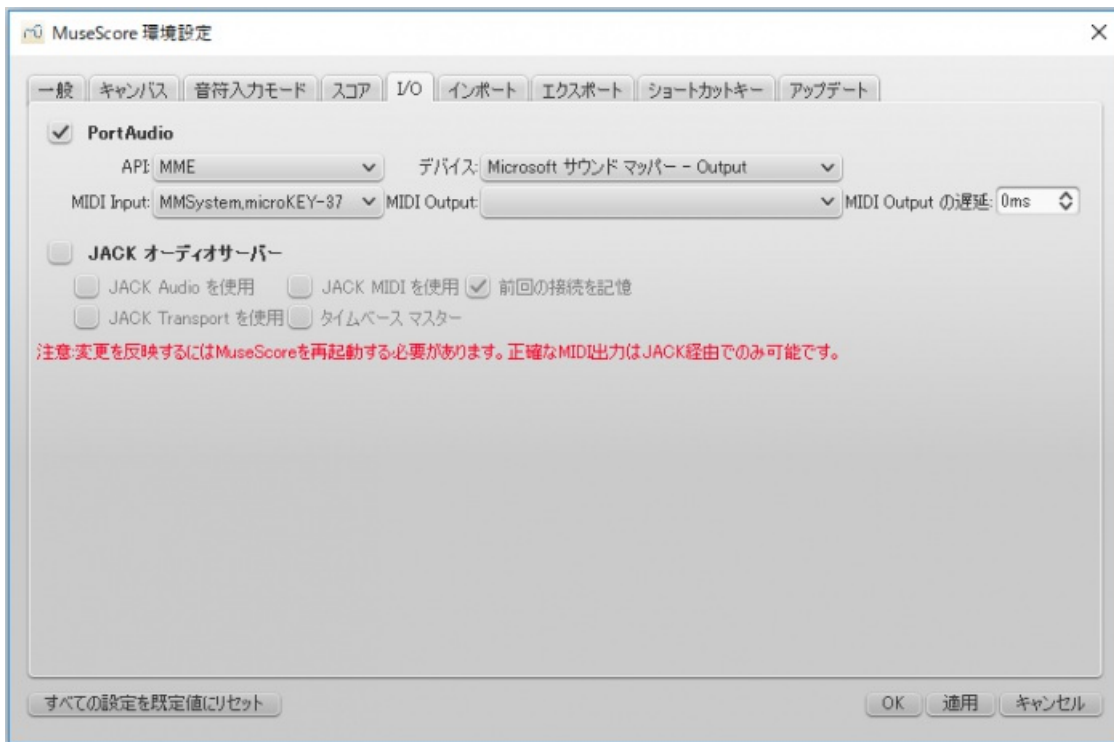 MuseScore 環境設定
一般 キャンバス 音符入力モード スコア I/O インポート エクスポート ショートカットキー アップデート
PortAudio
API: MME デバイス: Microsoft サウンド マッパー - Output
MIDI Input: MMSystem,microKEY-37 MIDI Output: MIDI Output の遅延: 0ms
JACK オーディオサーバー
JACK Audio を使用 JACK MIDI を使用 前回の接続を記憶
JACK Transport を使用 タイムベース マスター
注意:変更を反映するにはMuseScoreを再起動する必要があります。正確なMIDI出力はJACK経由でのみ可能です。
すべての設定を既定値にリセット OK 適用 キャンセル